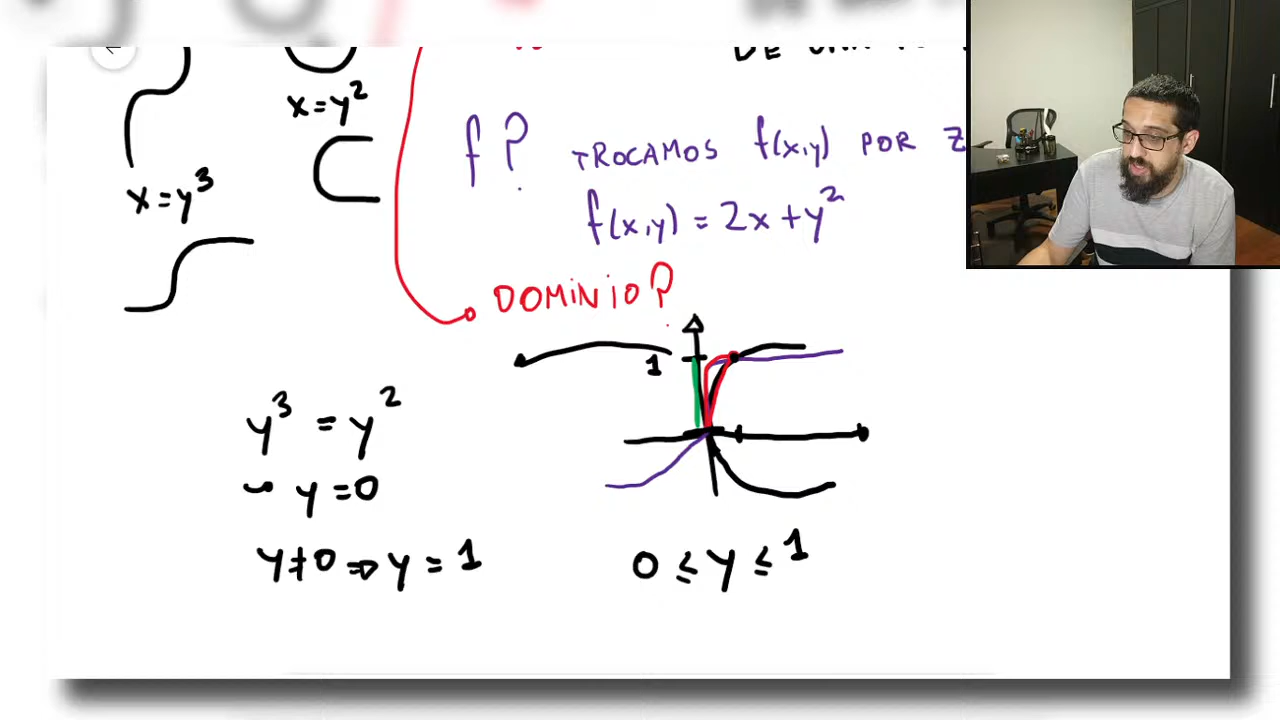 x=y²
x=y³
f ? TROCAMOS f(x,y) POR Z
f(x,y) = 2x+y²
DOMINIO?
1
y³ = y²
y=0
y≠0 ⇒ y = 1
0 ≤ y ≤ 1